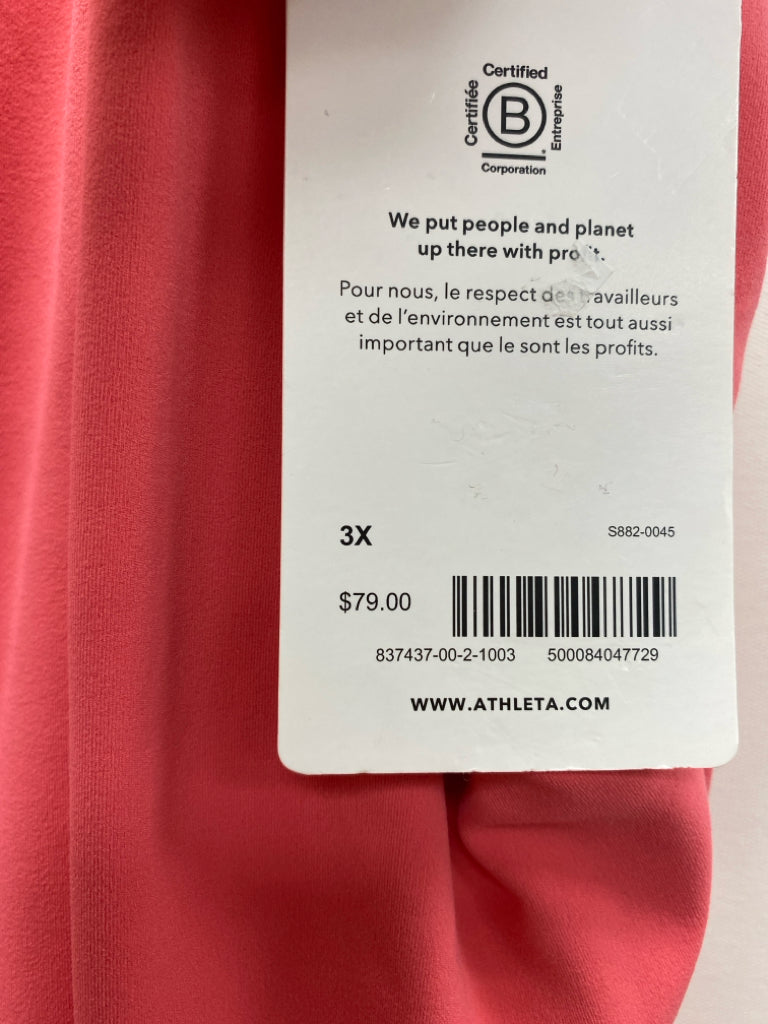 Certified
Certifiée
B
Entreprise
Corporation
We put people and planet
up there with profit.
Pour nous, le respect des travailleurs
et de l'environnement est tout aussi
important que le sont les profits.
3X
S882-0045
$79.00
837437-00-2-1003 500084047729
WWW.ATHLETA.COM